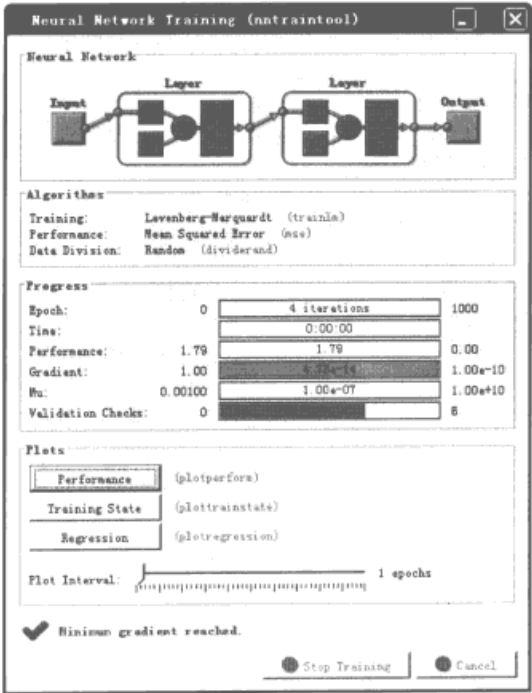 Neural Network Training (nntraintool)
Neural Network
Layer Layer
Input Output
Algorithms
Training: Levenberg-Marquardt (trainlm)
Performance: Mean Squared Error (mse)
Data Division: Random (dividerand)
Progress
Epoch: 0 4 iterations 1000
Time: 0:00:00
Performance: 1.79 1.79 0.00
Gradient: 1.00 1.00e-10
Mu: 0.00100 1.00e-07 1.00e+10
Validation Checks: 0 6
Plots
Performance (plotperform)
Training State (plottrainstate)
Regression (plotregression)
Plot Interval: 1 epochs
Minimum gradient reached.
Stop Training Cancel